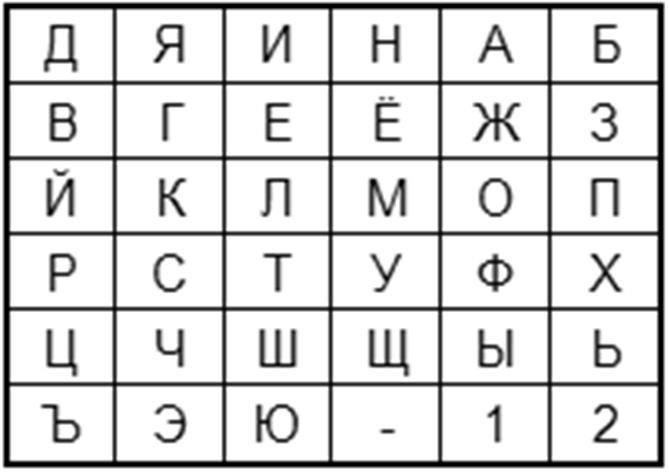 Д Я И Н А Б
В Г Е Ё Ж З
Й К Л М О П
Р С Т У Ф Х
Ц Ч Ш Щ Ы Ь
Ъ Э Ю - 1 2